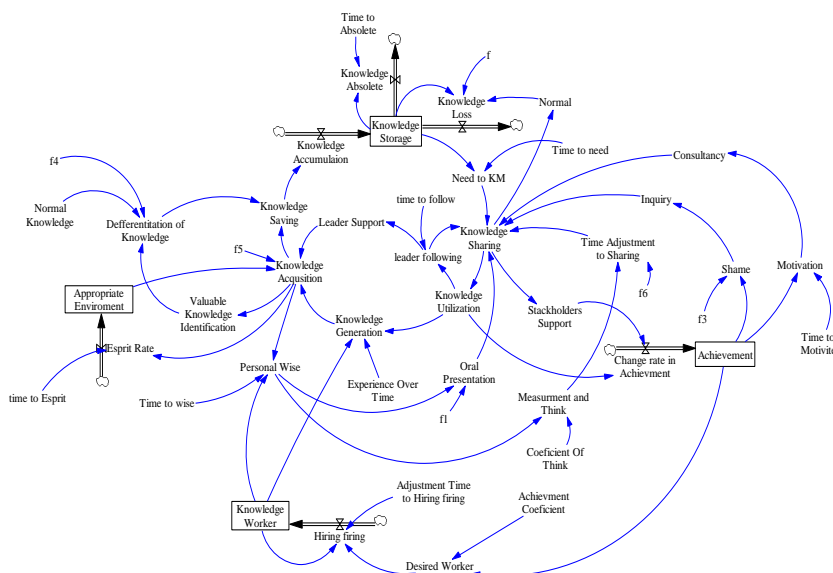 Time to
Absolete
Knowledge
Absolete
f
Knowledge
Loss
Normal
Knowledge
Storage
Knowledge
Accumulaion
Time to need
Consultancy
f4
Need to KM
Normal
Knowledge
Defferntitation of
Knowledge
Knowledge
Saving
time to follow
Leader Support
Inquiry
Knowledge
Sharing
Time Adjustment
to Sharing
leader following
f5
Knowledge
Acqusition
Shame
Motivation
Appropriate
Enviroment
Valuable
Knowledge
Identification
Knowledge
Utilization
f6
Stackholders
Support
f3
Knowledge
Generation
Time to
Motivite
Esprit Rate
Change rate in
Achievment
Achievement
Personal Wise
Experience Over
Time
Oral
Presentation
time to Esprit
Time to wise
f1
Measurment and
Think
Coeficient Of
Think
Adjustment Time
to Hiring firing
Achievment
Coeficient
Knowledge
Worker
Hiring firing
Desired Worker